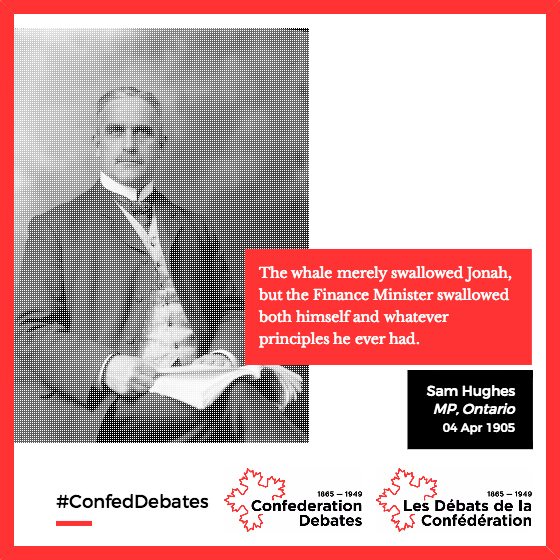 The whale merely swallowed Jonah,
but the Finance Minister swallowed
both himself and whatever
principles he ever had.
Sam Hughes
MP, Ontario
04 Apr 1905
#ConfedDebates
1865 — 1949
Confederation
Debates
1865 — 1949
Les Débats de la
Confédération